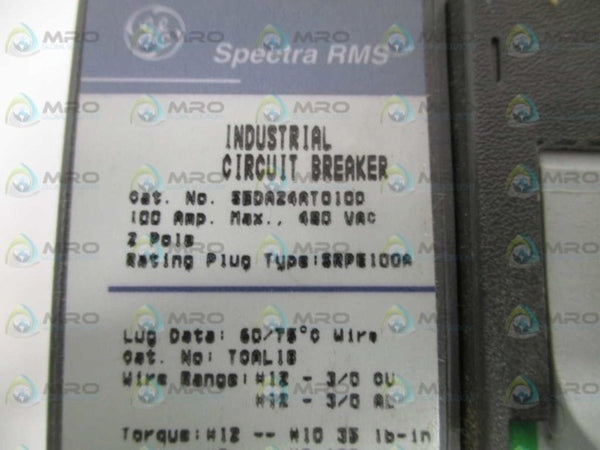 GE
Spectra RMS
INDUSTRIAL
CIRCUIT BREAKER
Cat. No. SEDA24AT0100
100 Amp. Max., 480 VAC
2 Pole
Rating Plug Type:SRPE100A
Lug Data: 60/75°C Wire
Cat. No: TCAL18
Wire Range: #12 - 3/0 CU
#12 - 3/0 AL
Torque: #12 -- #10 35 lb-in
MRO